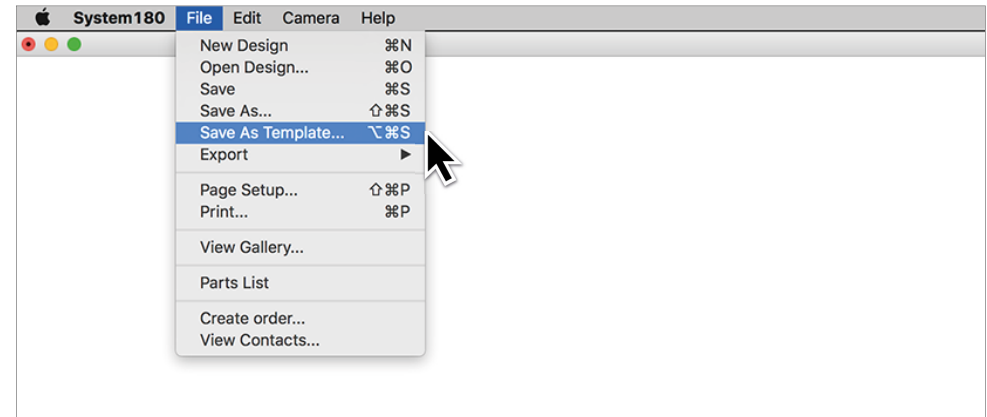 System180 File Edit Camera Help
New Design ⌘N
Open Design... ⌘O
Save ⌘S
Save As... ⇧⌘S
Save As Template... ⌥⌘S
Export ▶
Page Setup... ⇧⌘P
Print... ⌘P
View Gallery...
Parts List
Create order...
View Contacts...